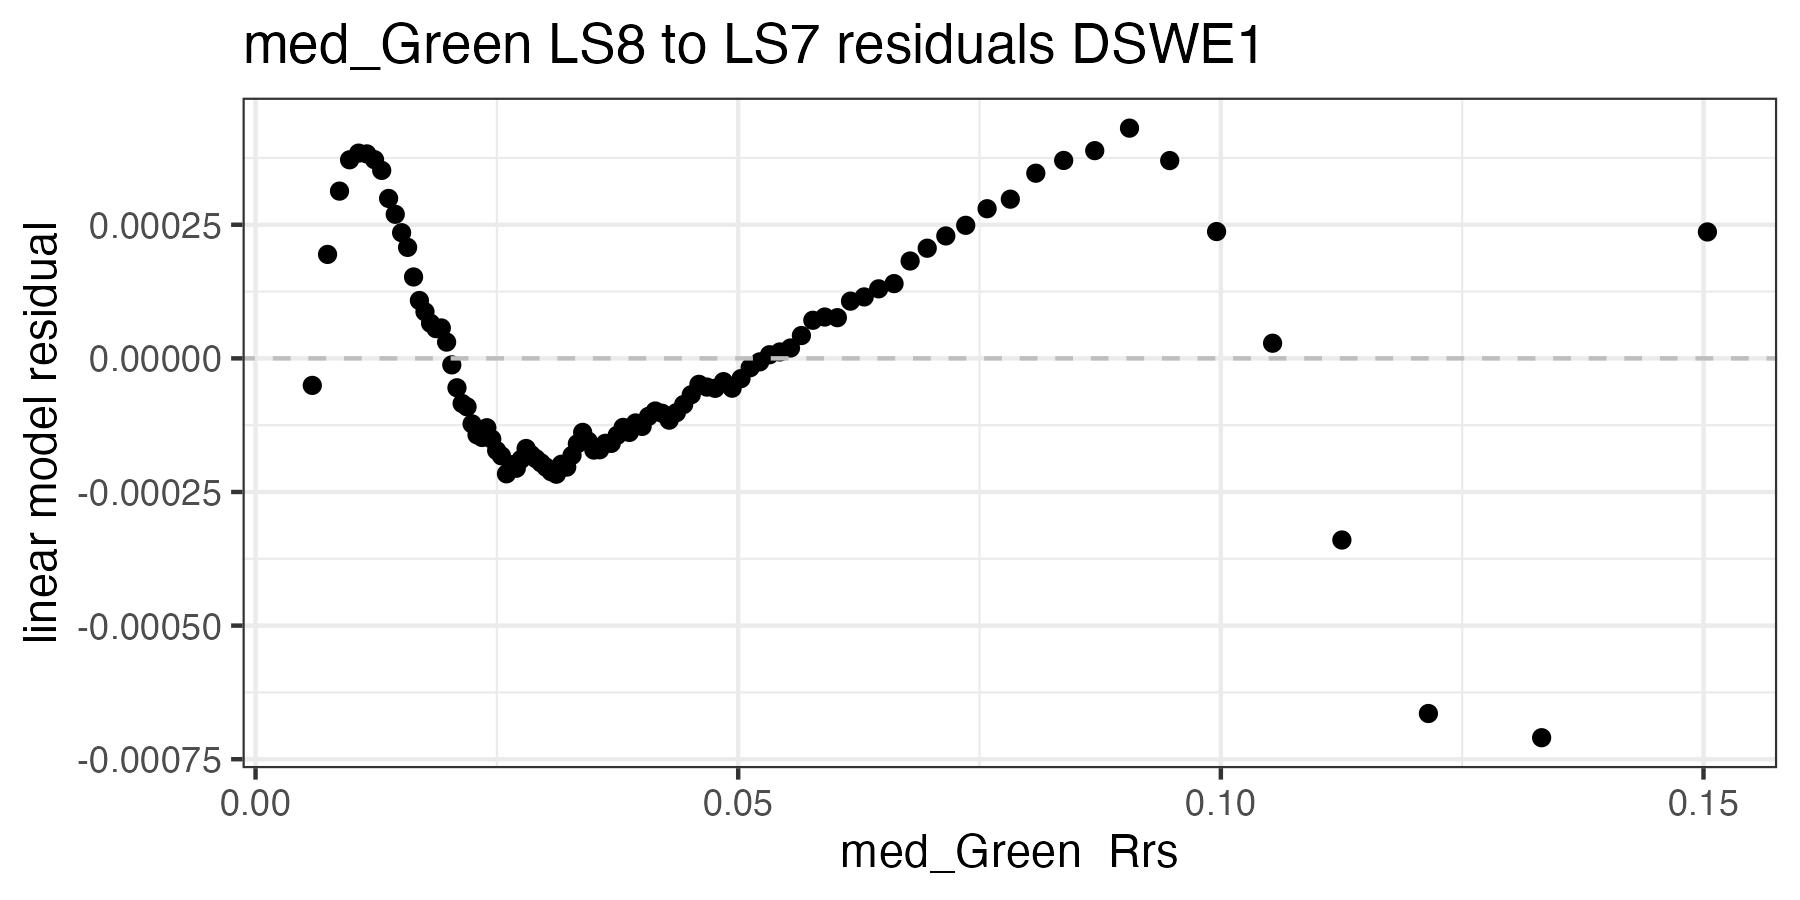 med_Green LS8 to LS7 residuals DSWE1
linear model residual
0.00025
0.00000
-0.00025
-0.00050
-0.00075
0.00 0.05 0.10 0.15
med_Green  Rrs